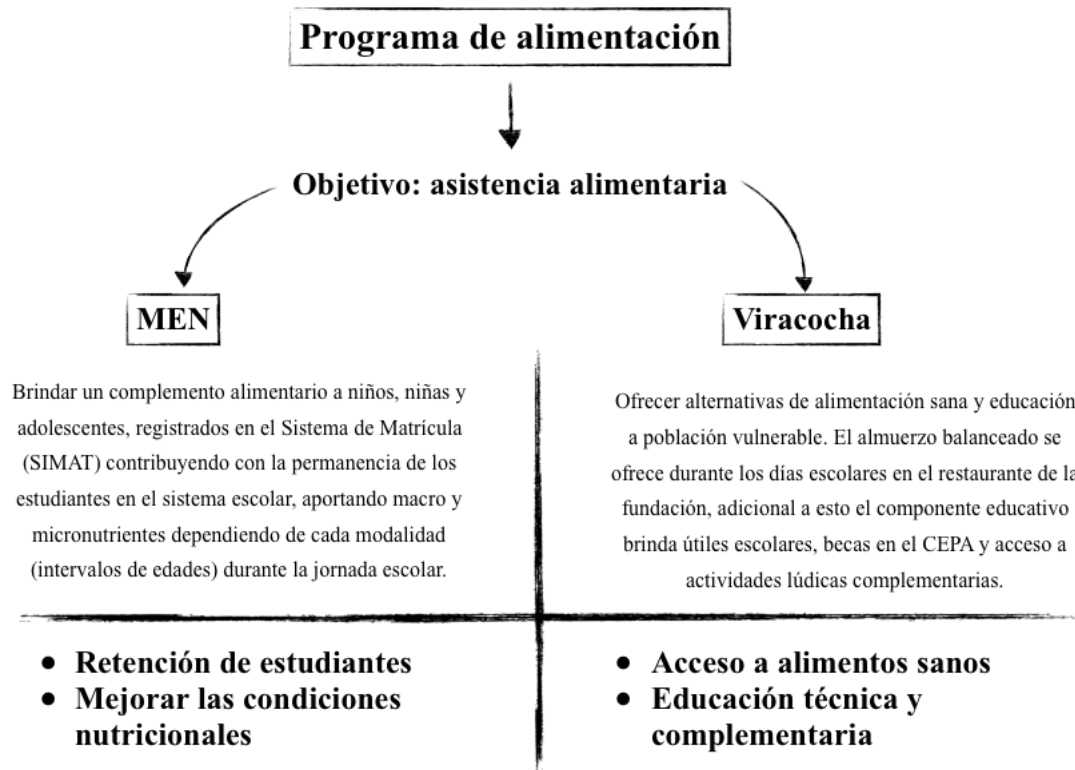 Programa de alimentación
Objetivo: asistencia alimentaria
MEN
Brindar un complemento alimentario a niños, niñas y
adolescentes, registrados en el Sistema de Matrícula
(SIMAT) contribuyendo con la permanencia de los
estudiantes en el sistema escolar, aportando macro y
micronutrientes dependiendo de cada modalidad
(intervalos de edades) durante la jornada escolar.
• Retención de estudiantes
• Mejorar las condiciones
nutricionales
Viracocha
Ofrecer alternativas de alimentación sana y educación
a población vulnerable. El almuerzo balanceado se
ofrece durante los días escolares en el restaurante de la
fundación, adicional a esto el componente educativo
brinda útiles escolares, becas en el CEPA y acceso a
actividades lúdicas complementarias.
• Acceso a alimentos sanos
• Educación técnica y
complementaria